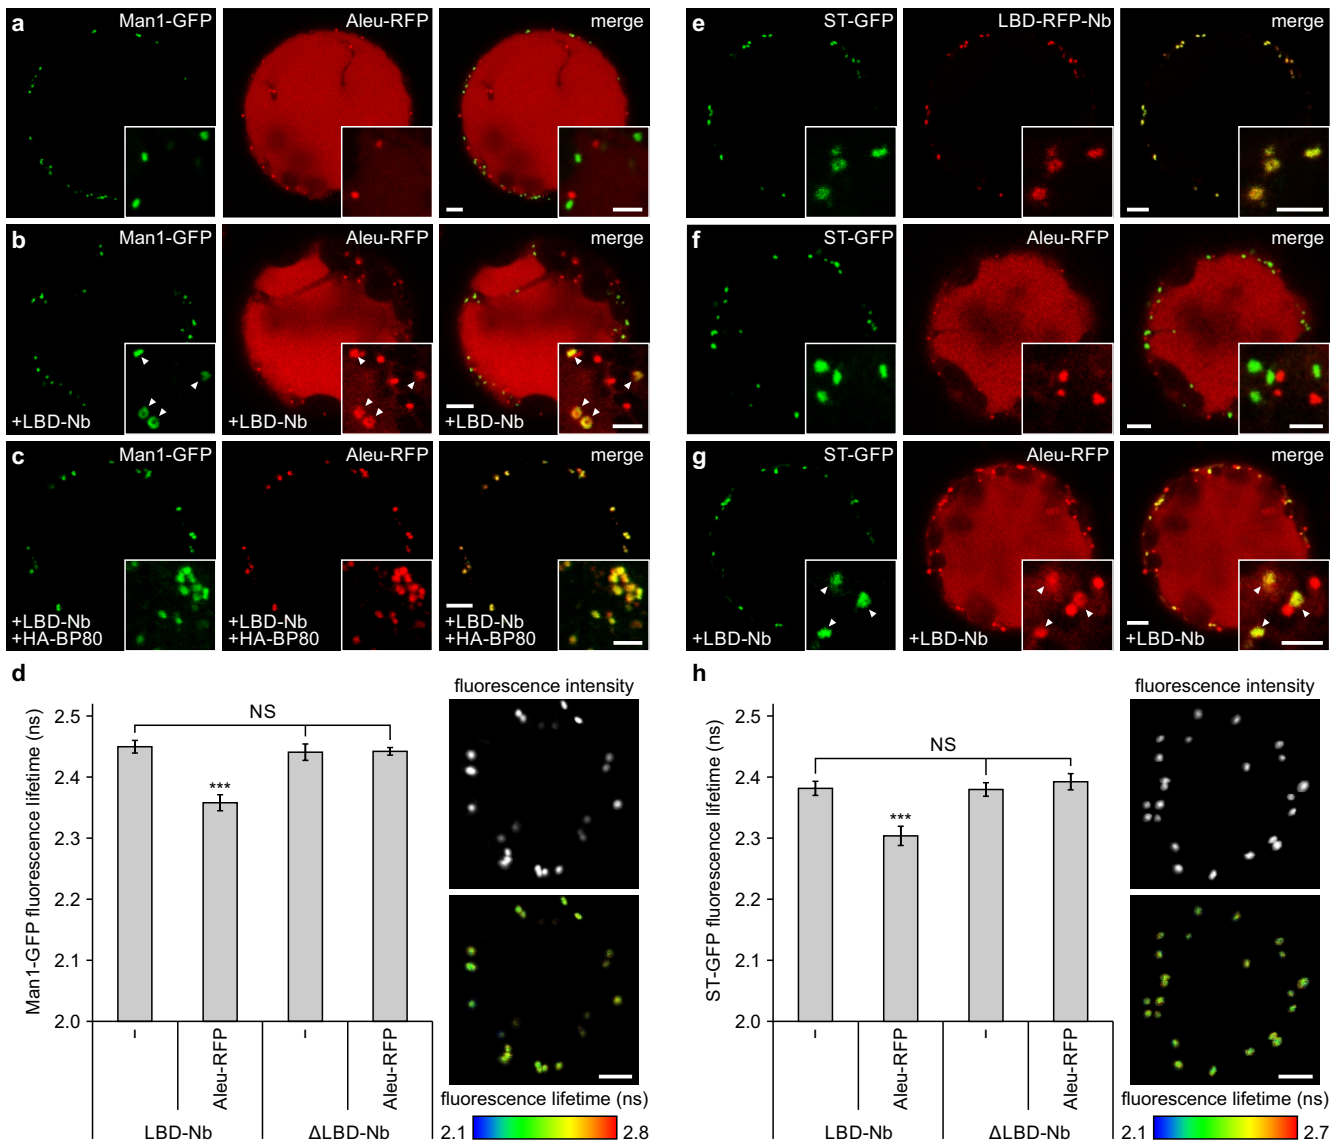 a Man1-GFP Aleu-RFP merge
b Man1-GFP Aleu-RFP merge
+LBD-Nb +LBD-Nb +LBD-Nb
c Man1-GFP Aleu-RFP merge
+LBD-Nb +LBD-Nb +LBD-Nb
+HA-BP80 +HA-BP80 +HA-BP80
d
Man1-GFP fluorescence lifetime (ns)
2.5
2.4
2.3
2.2
2.1
2.0
NS
***
– Aleu-RFP – Aleu-RFP
LBD-Nb ΔLBD-Nb
fluorescence intensity
fluorescence lifetime (ns)
2.1 2.8
e ST-GFP LBD-RFP-Nb merge
f ST-GFP Aleu-RFP merge
g ST-GFP Aleu-RFP merge
+LBD-Nb +LBD-Nb +LBD-Nb
h
ST-GFP fluorescence lifetime (ns)
2.5
2.4
2.3
2.2
2.1
2.0
NS
***
– Aleu-RFP – Aleu-RFP
LBD-Nb ΔLBD-Nb
fluorescence intensity
fluorescence lifetime (ns)
2.1 2.7